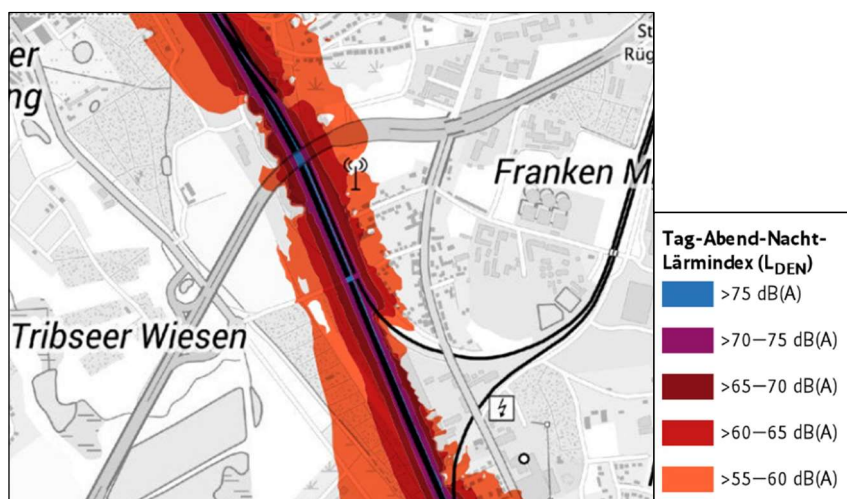 er
ng
St
Rüg
Franken M
Tribseer Wiesen
Tag-Abend-Nacht-
Lärmindex (L_DEN)
>75 dB(A)
>70–75 dB(A)
>65–70 dB(A)
>60–65 dB(A)
>55–60 dB(A)